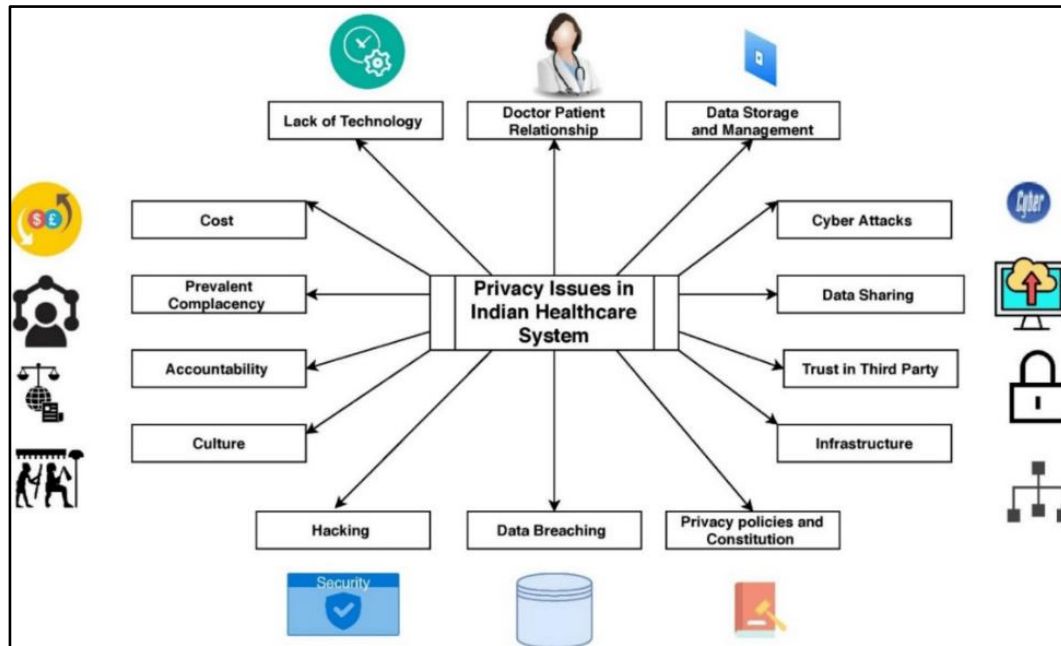 Lack of Technology
Doctor Patient
Relationship
Data Storage
and Management
$ £
Cost
Cyber Attacks
Cyber
Prevalent
Complacency
Privacy Issues in
Indian Healthcare
System
Data Sharing
Accountability
Trust in Third Party
Culture
Infrastructure
Hacking
Data Breaching
Privacy policies and
Constitution
Security